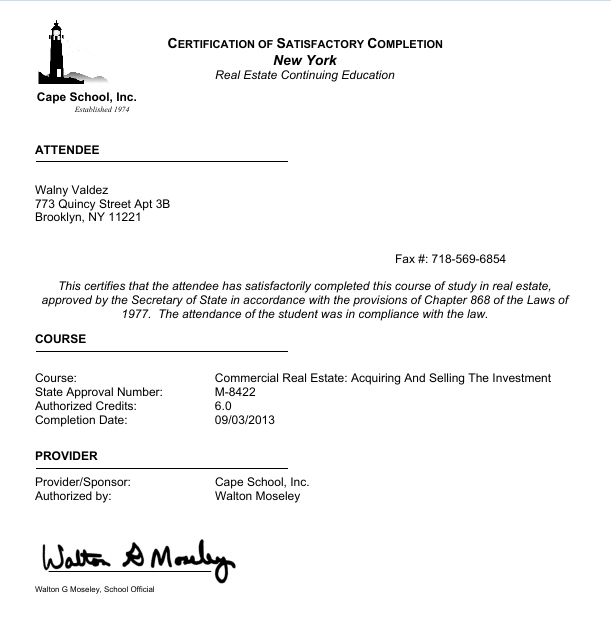 CERTIFICATION OF SATISFACTORY COMPLETION
New York
Real Estate Continuing Education
Cape School, Inc.
Established 1974
ATTENDEE
Walny Valdez
773 Quincy Street Apt 3B
Brooklyn, NY 11221
Fax #: 718-569-6854
This certifies that the attendee has satisfactorily completed this course of study in real estate,
approved by the Secretary of State in accordance with the provisions of Chapter 868 of the Laws of
1977. The attendance of the student was in compliance with the law.
COURSE
Course: Commercial Real Estate: Acquiring And Selling The Investment
State Approval Number: M-8422
Authorized Credits: 6.0
Completion Date: 09/03/2013
PROVIDER
Provider/Sponsor: Cape School, Inc.
Authorized by: Walton Moseley
Walton G Moseley
Walton G Moseley, School Official